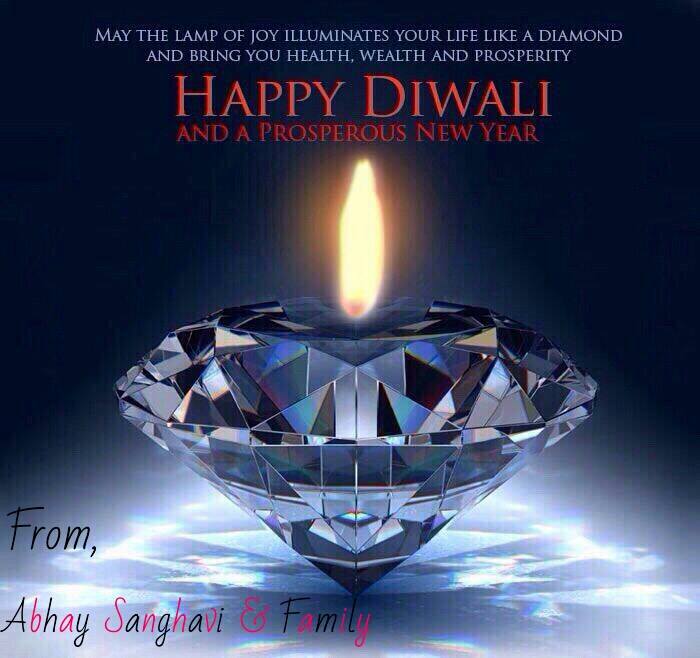 MAY THE LAMP OF JOY ILLUMINATES YOUR LIFE LIKE A DIAMOND
AND BRING YOU HEALTH, WEALTH AND PROSPERITY
HAPPY DIWALI
AND A PROSPEROUS NEW YEAR
From,
Abhay Sanghavi & Family